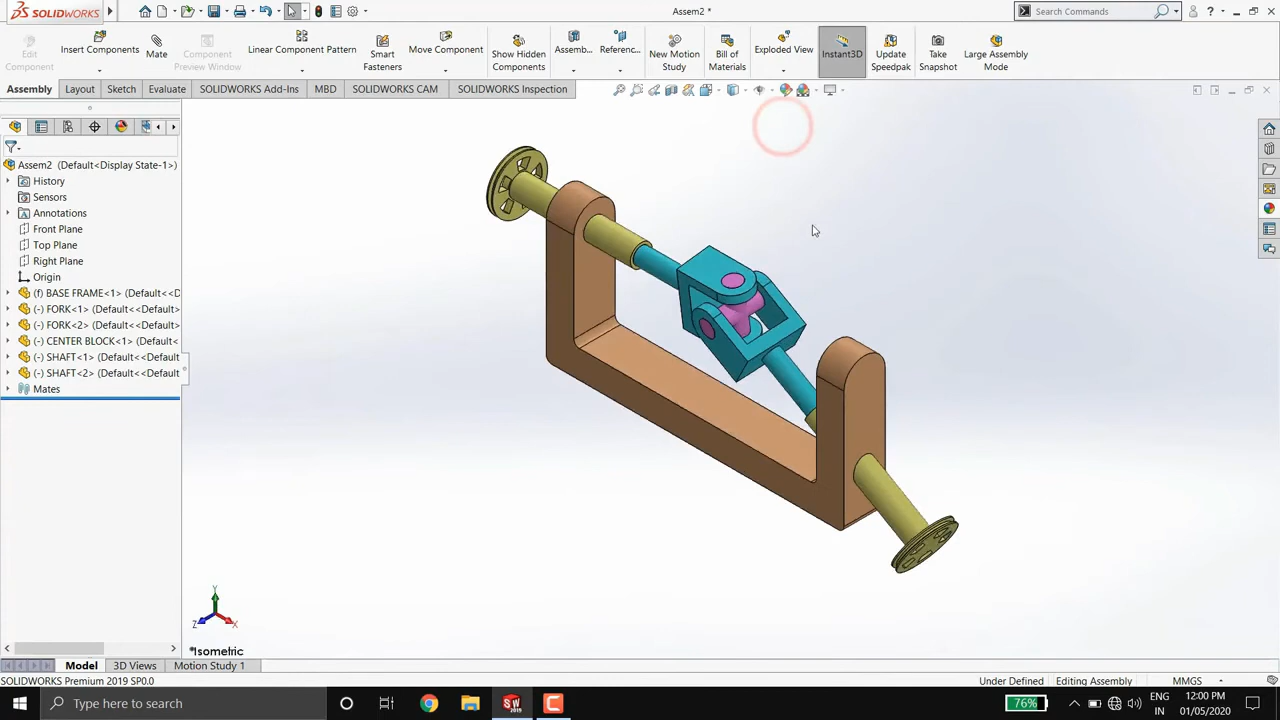 SOLIDWORKS
Assem2 *
Search Commands
Edit Component
Insert Components
Mate
Component Preview Window
Linear Component Pattern
Smart Fasteners
Move Component
Show Hidden Components
Assemb...
Referenc...
New Motion Study
Bill of Materials
Exploded View
Instant3D
Update Speedpak
Take Snapshot
Large Assembly Mode
Assembly
Layout
Sketch
Evaluate
SOLIDWORKS Add-Ins
MBD
SOLIDWORKS CAM
SOLIDWORKS Inspection
Assem2 (Default<Display State-1>)
History
Sensors
Annotations
Front Plane
Top Plane
Right Plane
Origin
(f) BASE FRAME<1> (Default<<D
(-) FORK<1> (Default<<Default>
(-) FORK<2> (Default<<Default>
(-) CENTER BLOCK<1> (Default<
(-) SHAFT<1> (Default<<Default
(-) SHAFT<2> (Default<<Default
Mates
Y
Z
X
*Isometric
Model
3D Views
Motion Study 1
SOLIDWORKS Premium 2019 SP0.0
Under Defined
Editing Assembly
MMGS
Type here to search
SW
2019
76%
ENG
IN
12:00 PM
01/05/2020